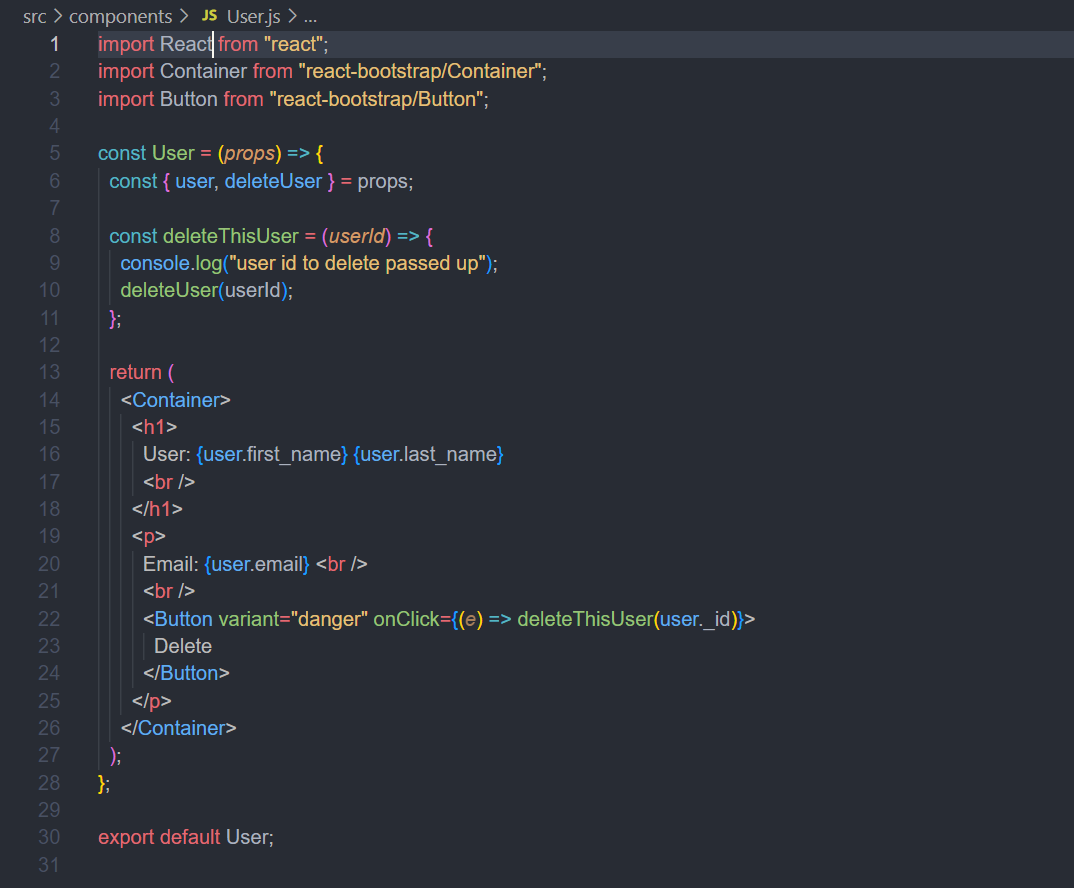 src > components > JS User.js > ...
1 import React from "react";
2 import Container from "react-bootstrap/Container";
3 import Button from "react-bootstrap/Button";
4
5 const User = (props) => {
6 const { user, deleteUser } = props;
7
8 const deleteThisUser = (userId) => {
9 console.log("user id to delete passed up");
10 deleteUser(userId);
11 };
12
13 return (
14 <Container>
15 <h1>
16 User: {user.first_name} {user.last_name}
17 <br />
18 </h1>
19 <p>
20 Email: {user.email} <br />
21 <br />
22 <Button variant="danger" onClick={(e) => deleteThisUser(user._id)}>
23 Delete
24 </Button>
25 </p>
26 </Container>
27 );
28 };
29
30 export default User;
31